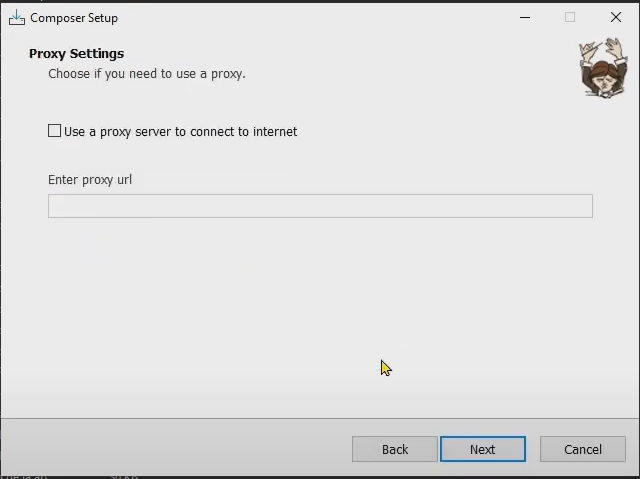 Composer Setup
Proxy Settings
Choose if you need to use a proxy.
Use a proxy server to connect to internet
Enter proxy url
Back
Next
Cancel